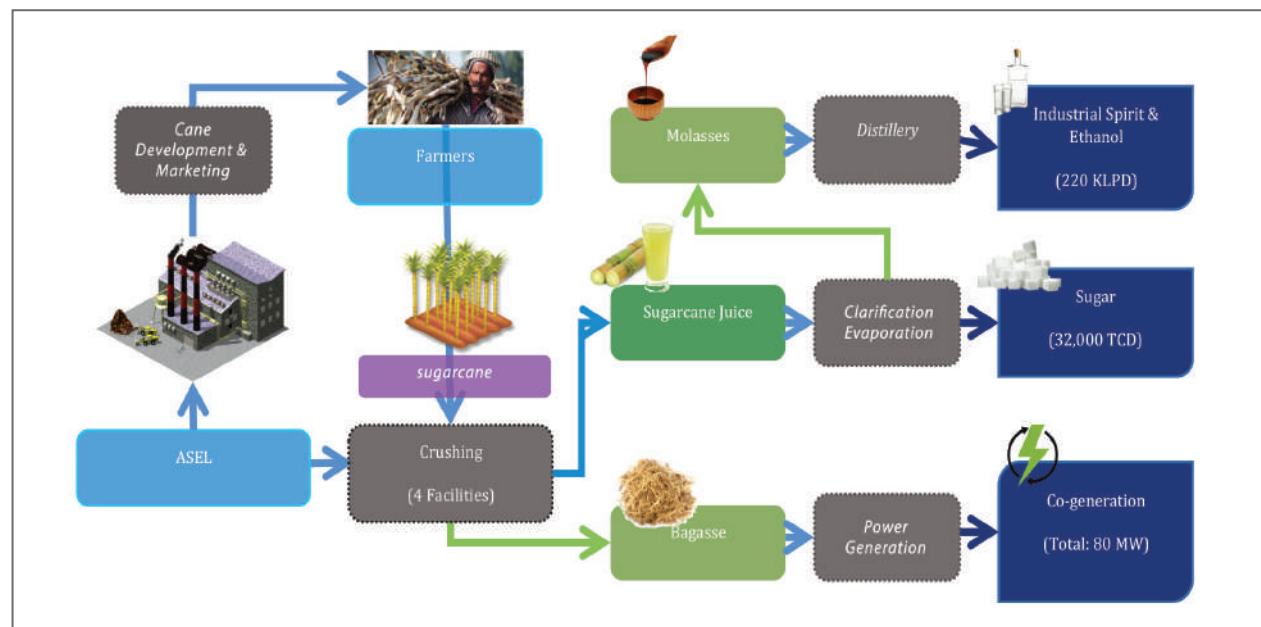 Cane
Development &
Marketing
Farmers
sugarcane
ASEL
Crushing
(4 Facilities)
Molasses
Distillery
Industrial Spirit &
Ethanol
(220 KLPD)
Sugarcane Juice
Clarification
Evaporation
Sugar
(32,000 TCD)
Bagasse
Power
Generation
Co-generation
(Total: 80 MW)